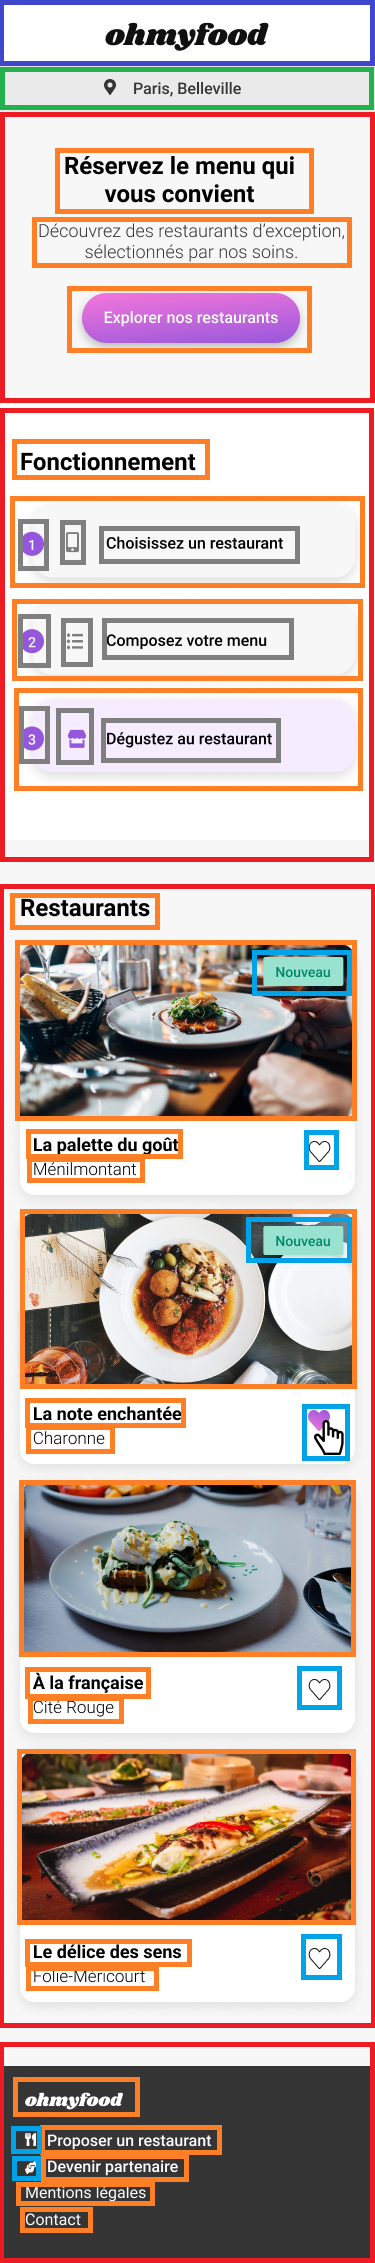 ohmyfood
Paris, Belleville
Réservez le menu qui
vous convient
Découvrez des restaurants d'exception,
sélectionnés par nos soins.
Explorer nos restaurants
Fonctionnement
1 Choisissez un restaurant
2 Composez votre menu
3 Dégustez au restaurant
Restaurants
Nouveau
La palette du goût
Ménilmontant
Nouveau
La note enchantée
Charonne
À la française
Cité Rouge
Le délice des sens
Folie-Méricourt
ohmyfood
Proposer un restaurant
Devenir partenaire
Mentions légales
Contact